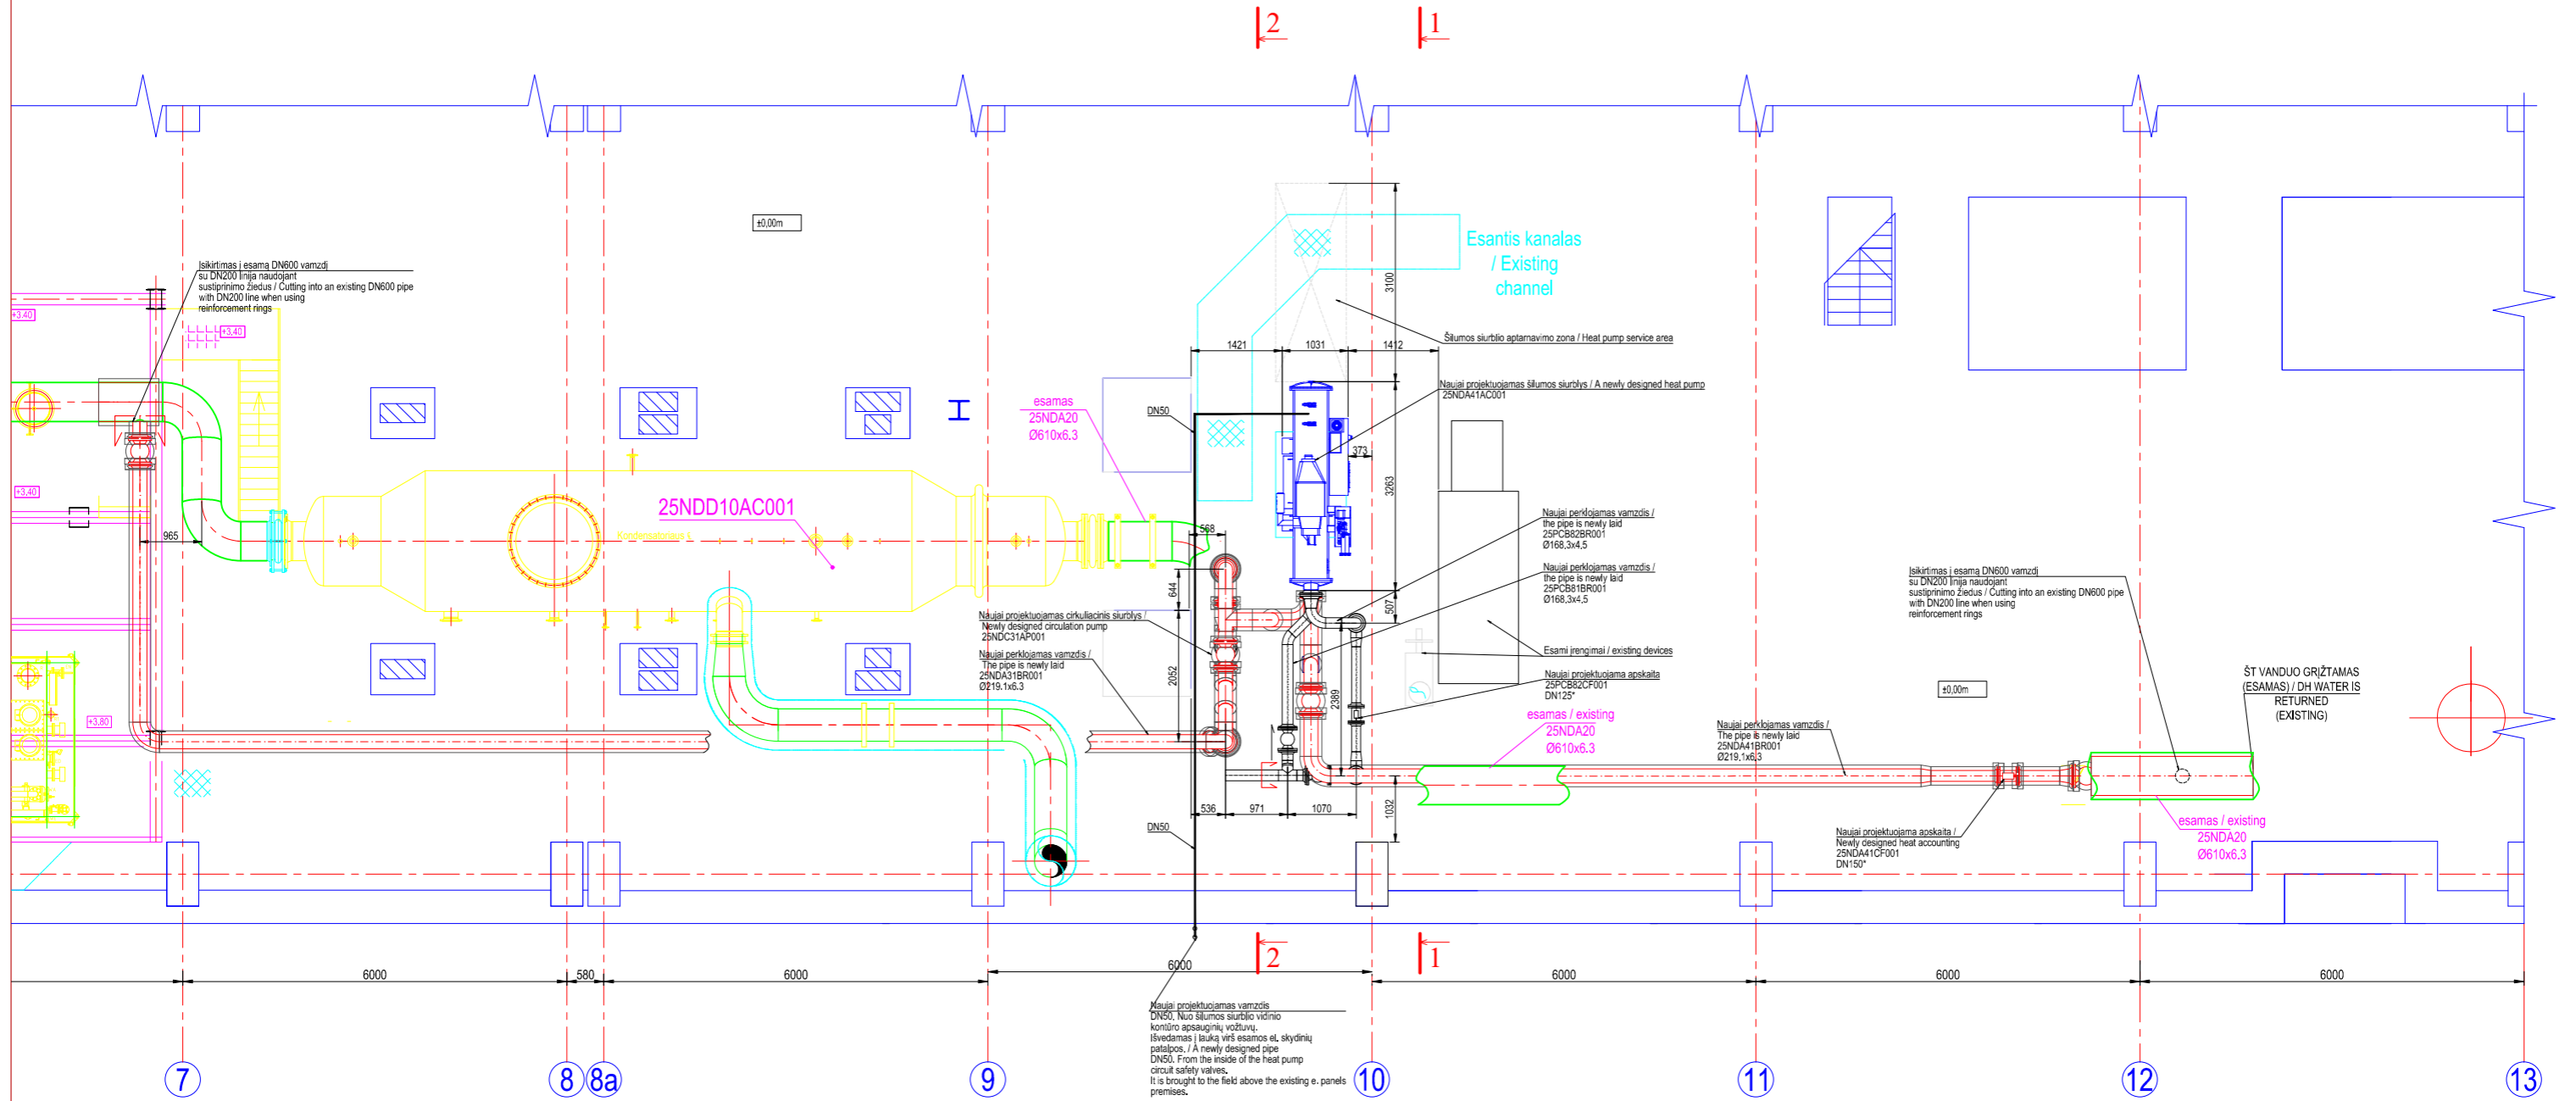 2
1
±0,00m
Įsikirtimas į esamą DN600 vamzdį
su DN200 linija naudojant
sustiprinimo žiedus / Cutting into an existing DN600 pipe
with DN200 line when using
reinforcement rings
+3,40
+3,40
+3,40
+3,80
965
25NDD10AC001
esamas
25NDA20
Ø610x6.3
Esantis kanalas
/ Existing
channel
3100
Šilumos siurblio aptarnavimo zona / Heat pump service area
1421
1031
1412
Naujai projektuojamas šilumos siurblys / A newly designed heat pump
25NDA41AC001
DN50
373
3263
568
644
507
2052
2389
Naujai perklojamas vamzdis /
the pipe is newly laid
25PCB82BR001
Ø168,3x4,5
Naujai perklojamas vamzdis /
the pipe is newly laid
25PCB81BR001
Ø168,3x4,5
Naujai projektuojamas cirkuliacinis siurblys /
Newly designed circulation pump
25NDC31AP001
Naujai perklojamas vamzdis /
The pipe is newly laid
25NDA31BR001
Ø219.1x6.3
Esami įrengimai / existing devices
Naujai projektuojama apskaita
25PCB82CF001
DN125*
esamas / existing
25NDA20
Ø610x6.3
Naujai perklojamas vamzdis /
The pipe is newly laid
25NDA41BR001
Ø219,1x6,3
Įsikirtimas į esamą DN600 vamzdį
su DN200 linija naudojant
sustiprinimo žiedus / Cutting into an existing DN600 pipe
with DN200 line when using
reinforcement rings
±0,00m
ŠT VANDUO GRĮŽTAMAS
(ESAMAS) / DH WATER IS
RETURNED
(EXISTING)
536
971
1070
1032
DN50
Naujai projektuojama apskaita /
Newly designed heat accounting
25NDA41CF001
DN150*
esamas / existing
25NDA20
Ø610x6.3
2
1
6000
580
6000
6000
6000
6000
6000
Naujai projektuojamas vamzdis
DN50. Nuo šilumos siurblio vidinio
kontūro apsauginių vožtuvų.
Išvedamas į lauką virš esamos el. skydinių
patalpos. / A newly designed pipe
DN50. From the inside of the heat pump
circuit safety valves.
It is brought to the field above the existing e. panels
premises.
7
8
8a
9
10
11
12
13